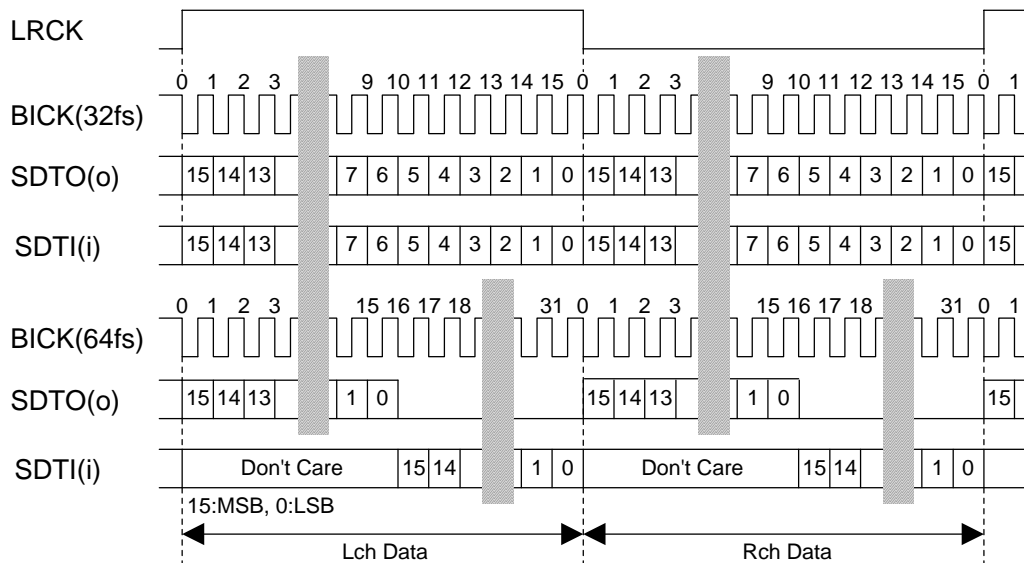 LRCK
0 1 2 3 9 10 11 12 13 14 15 0 1 2 3 9 10 11 12 13 14 15 0 1
BICK(32fs)
SDTO(o) 15 14 13 7 6 5 4 3 2 1 0 15 14 13 7 6 5 4 3 2 1 0 15
SDTI(i) 15 14 13 7 6 5 4 3 2 1 0 15 14 13 7 6 5 4 3 2 1 0 15
0 1 2 3 15 16 17 18 31 0 1 2 3 15 16 17 18 31 0 1
BICK(64fs)
SDTO(o) 15 14 13 1 0 15 14 13 1 0 15
SDTI(i) Don't Care 15 14 1 0 Don't Care 15 14 1 0
15:MSB, 0:LSB
Lch Data Rch Data